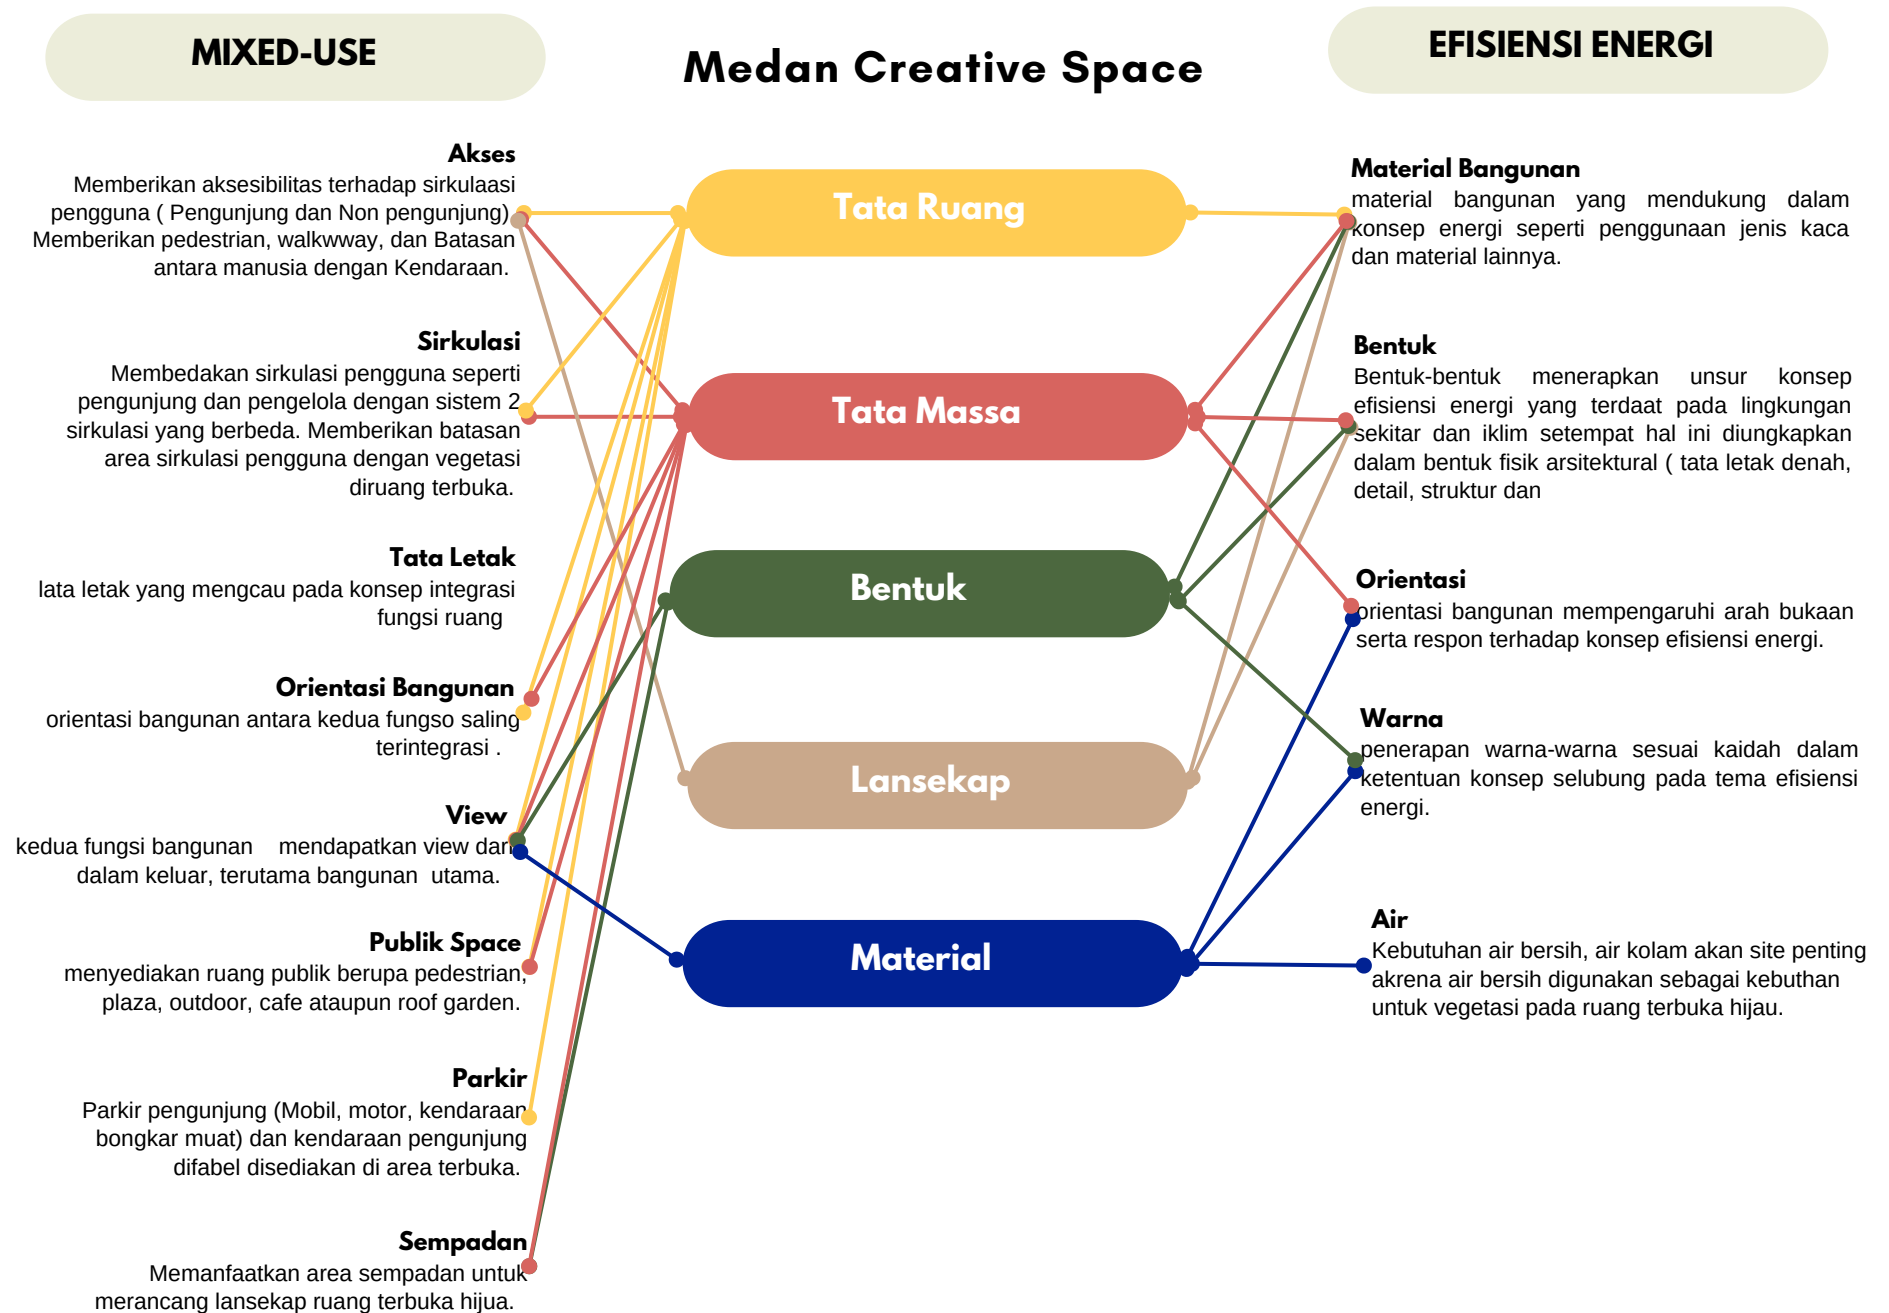 MIXED-USE
Medan Creative Space
EFISIENSI ENERGI
Akses
Memberikan aksesibilitas terhadap sirkulaasi
pengguna ( Pengunjung dan Non pengunjung)
Memberikan pedestrian, walkwway, dan Batasan
antara manusia dengan Kendaraan.
Sirkulasi
Membedakan sirkulasi pengguna seperti
pengunjung dan pengelola dengan sistem 2
sirkulasi yang berbeda. Memberikan batasan
area sirkulasi pengguna dengan vegetasi
diruang terbuka.
Tata Letak
lata letak yang mengcau pada konsep integrasi
fungsi ruang
Orientasi Bangunan
orientasi bangunan antara kedua fungso saling
terintegrasi .
View
kedua fungsi bangunan mendapatkan view dari
dalam keluar, terutama bangunan utama.
Publik Space
menyediakan ruang publik berupa pedestrian,
plaza, outdoor, cafe ataupun roof garden.
Parkir
Parkir pengunjung (Mobil, motor, kendaraan
bongkar muat) dan kendaraan pengunjung
difabel disediakan di area terbuka.
Sempadan
Memanfaatkan area sempadan untuk
merancang lansekap ruang terbuka hijua.
Tata Ruang
Tata Massa
Bentuk
Lansekap
Material
Material Bangunan
material bangunan yang mendukung dalam
konsep energi seperti penggunaan jenis kaca
dan material lainnya.
Bentuk
Bentuk-bentuk menerapkan unsur konsep
efisiensi energi yang terdaat pada lingkungan
sekitar dan iklim setempat hal ini diungkapkan
dalam bentuk fisik arsitektural ( tata letak denah,
detail, struktur dan
Orientasi
orientasi bangunan mempengaruhi arah bukaan
serta respon terhadap konsep efisiensi energi.
Warna
penerapan warna-warna sesuai kaidah dalam
ketentuan konsep selubung pada tema efisiensi
energi.
Air
Kebutuhan air bersih, air kolam akan site penting
akrena air bersih digunakan sebagai kebuthan
untuk vegetasi pada ruang terbuka hijau.